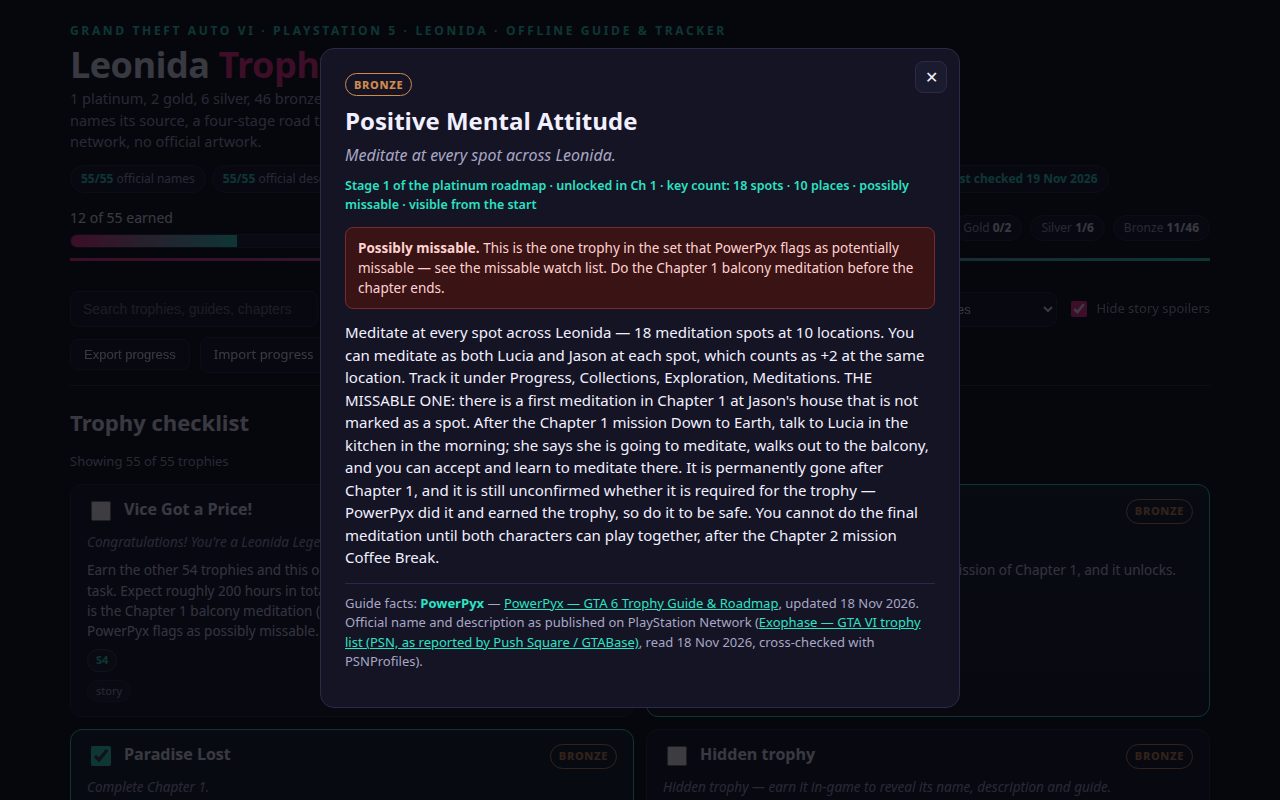 GRAND THEFT AUTO VI · PLAYSTATION 5 · LEONIDA · OFFLINE GUIDE & TRACKER
Leonida Troph
1 platinum, 2 gold, 6 silver, 46 bronze
names its source, a four-stage road t
network, no official artwork.
55/55 official names
55/55 official des
st checked 19 Nov 2026
12 of 55 earned
Gold 0/2
Silver 1/6
Bronze 11/46
Search trophies, guides, chapters
es
Hide story spoilers
Export progress
Import progress
Trophy checklist
Showing 55 of 55 trophies
Vice Got a Price!
Congratulations! You're a Leonida Lege
Earn the other 54 trophies and this o
task. Expect roughly 200 hours in tota
is the Chapter 1 balcony meditation (
PowerPyx flags as possibly missable.
S4
story
BRONZE
ission of Chapter 1, and it unlocks.
Paradise Lost
BRONZE
Complete Chapter 1.
Hidden trophy
BRONZE
Hidden trophy — earn it in-game to reveal its name, description and guide.
BRONZE
✕
Positive Mental Attitude
Meditate at every spot across Leonida.
Stage 1 of the platinum roadmap · unlocked in Ch 1 · key count: 18 spots · 10 places · possibly
missable · visible from the start
Possibly missable. This is the one trophy in the set that PowerPyx flags as potentially
missable — see the missable watch list. Do the Chapter 1 balcony meditation before the
chapter ends.
Meditate at every spot across Leonida — 18 meditation spots at 10 locations. You
can meditate as both Lucia and Jason at each spot, which counts as +2 at the same
location. Track it under Progress, Collections, Exploration, Meditations. THE
MISSABLE ONE: there is a first meditation in Chapter 1 at Jason's house that is not
marked as a spot. After the Chapter 1 mission Down to Earth, talk to Lucia in the
kitchen in the morning; she says she is going to meditate, walks out to the balcony,
and you can accept and learn to meditate there. It is permanently gone after
Chapter 1, and it is still unconfirmed whether it is required for the trophy —
PowerPyx did it and earned the trophy, so do it to be safe. You cannot do the final
meditation until both characters can play together, after the Chapter 2 mission
Coffee Break.
Guide facts: PowerPyx — PowerPyx — GTA 6 Trophy Guide & Roadmap, updated 18 Nov 2026.
Official name and description as published on PlayStation Network (Exophase — GTA VI trophy
list (PSN, as reported by Push Square / GTABase), read 18 Nov 2026, cross-checked with
PSNProfiles).